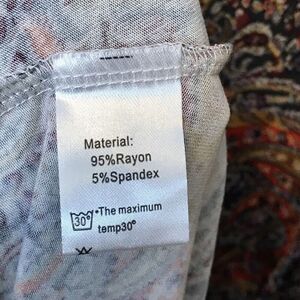 Material:
95%Rayon
5%Spandex
30° •The maximum
temp30°